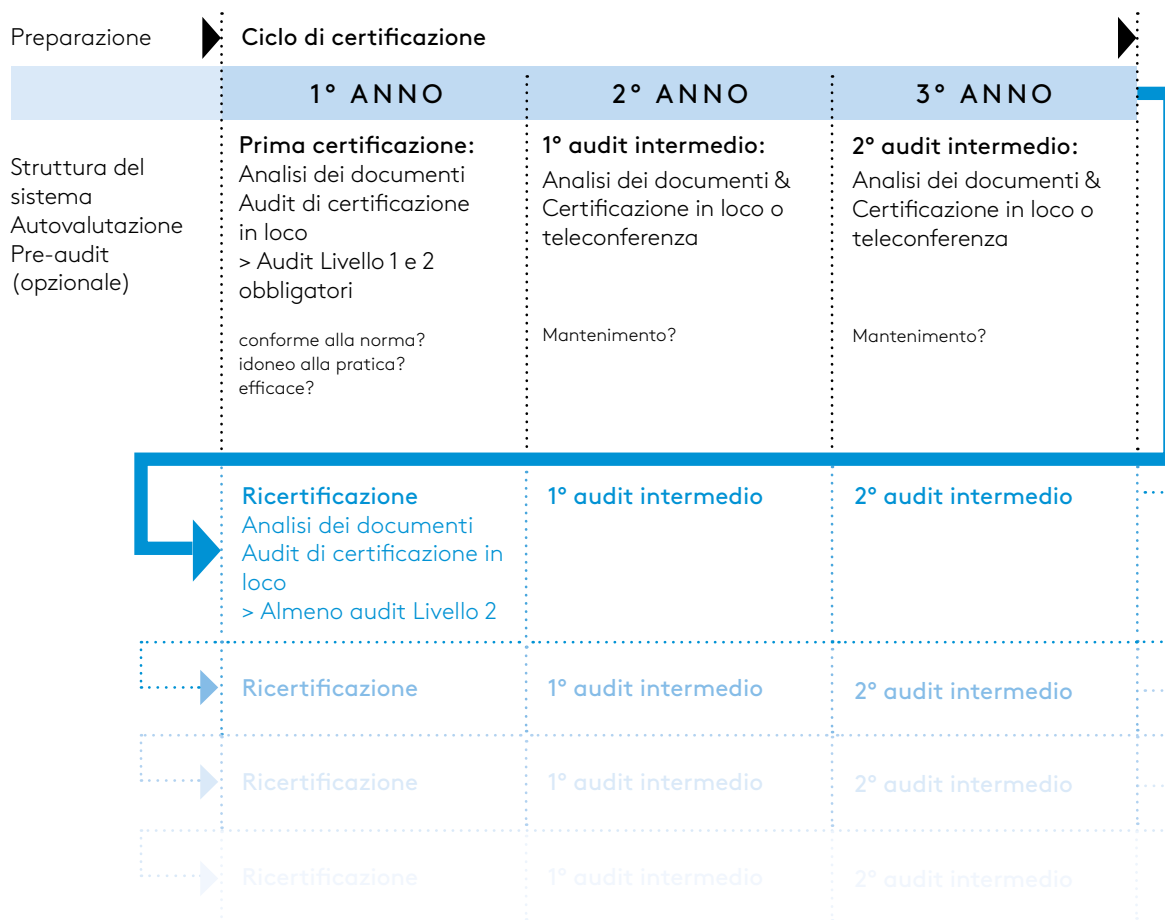 Preparazione
Ciclo di certificazione
1° ANNO
2° ANNO
3° ANNO
Struttura del
sistema
Autovalutazione
Pre-audit
(opzionale)
Prima certificazione:
Analisi dei documenti
Audit di certificazione
in loco
> Audit Livello 1 e 2
obbligatori
conforme alla norma?
idoneo alla pratica?
efficace?
1° audit intermedio:
Analisi dei documenti &
Certificazione in loco o
teleconferenza
Mantenimento?
2° audit intermedio:
Analisi dei documenti &
Certificazione in loco o
teleconferenza
Mantenimento?
Ricertificazione
Analisi dei documenti
Audit di certificazione in
loco
> Almeno audit Livello 2
1° audit intermedio
2° audit intermedio
Ricertificazione
1° audit intermedio
2° audit intermedio
Ricertificazione
1° audit intermedio
2° audit intermedio
Ricertificazione
1° audit intermedio
2° audit intermedio